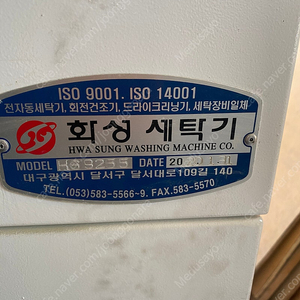 ISO 9001. ISO 14001
전자동세탁기, 회전건조기, 드라이크리닝기, 세탁장비일체
화성 세탁기
HWA SUNG WASHING MACHINE CO.
MODEL DATE
대구광역시 달서구 달서대로109길 140
TEL.(053)583-5566~9. FAX.583-5570